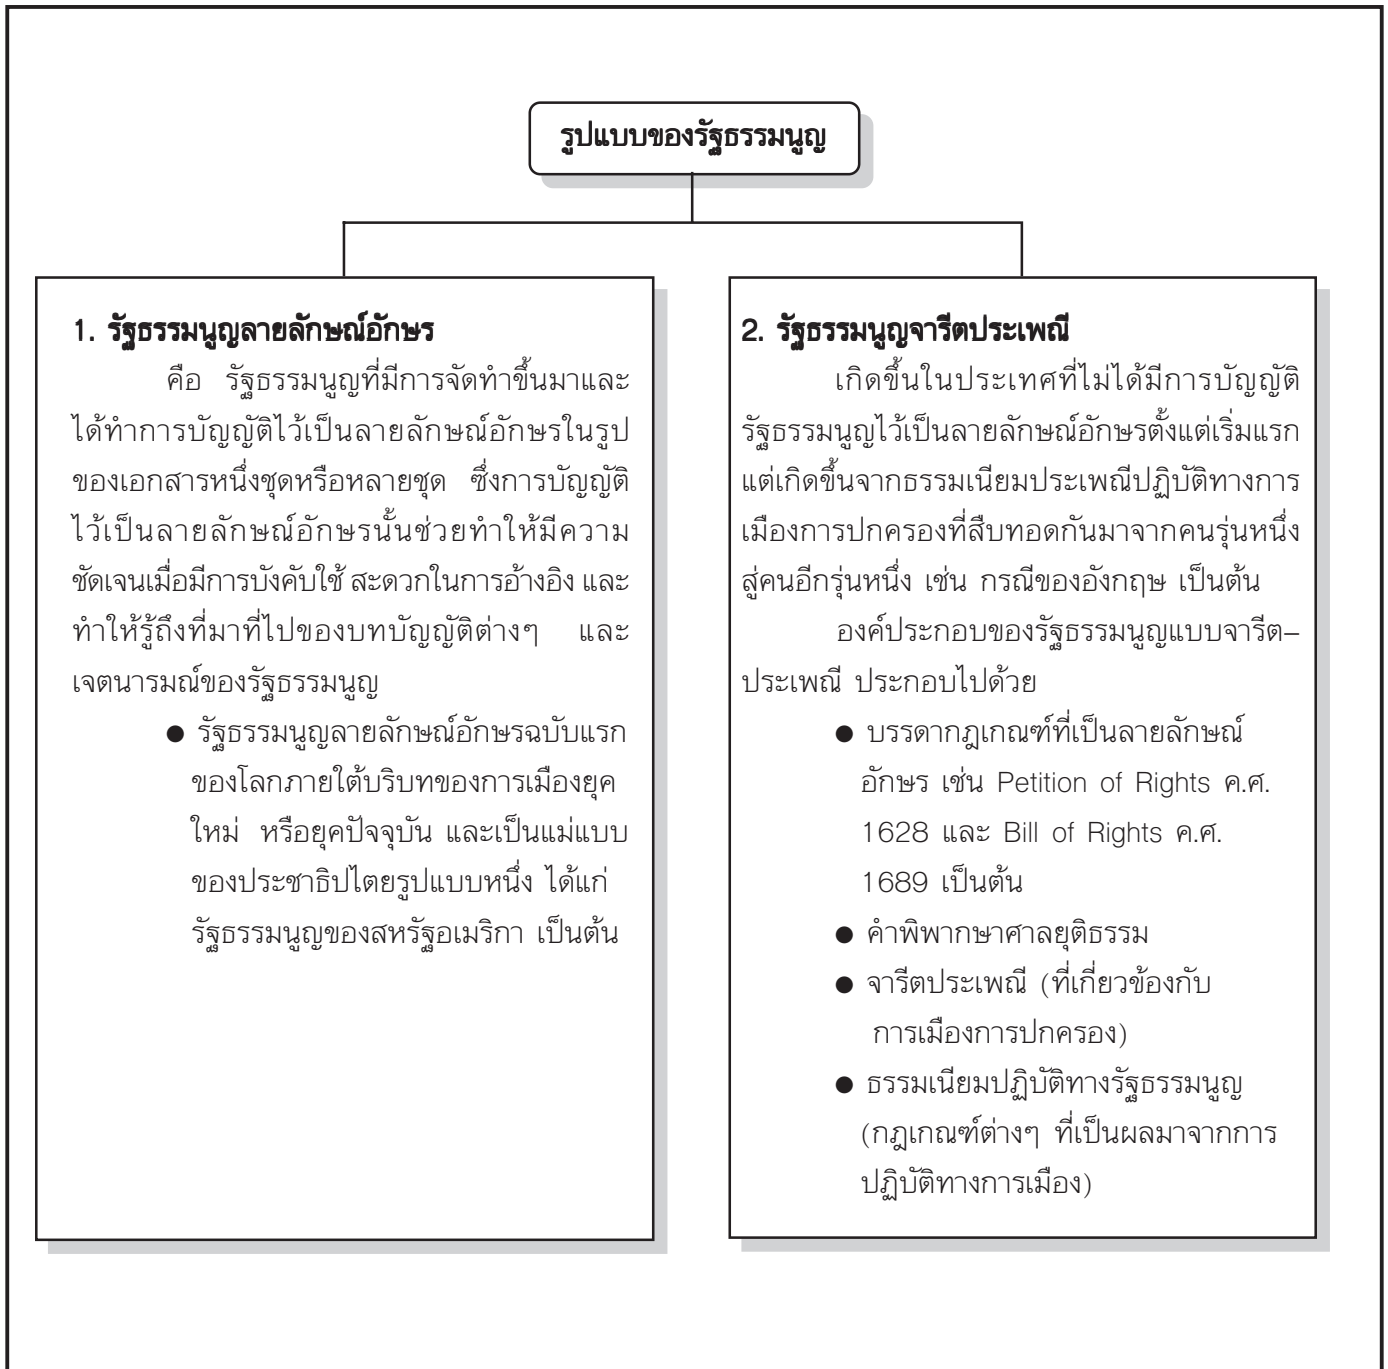 รูปแบบของรัฐธรรมนูญ
1. รัฐธรรมนูญลายลักษณ์อักษร
คือ รัฐธรรมนูญที่มีการจัดทำขึ้นมาและ
ได้ทำการบัญญัติไว้เป็นลายลักษณ์อักษรในรูป
ของเอกสารหนึ่งชุดหรือหลายชุด ซึ่งการบัญญัติ
ไว้เป็นลายลักษณ์อักษรนั้นช่วยทำให้มีความ
ชัดเจนเมื่อมีการบังคับใช้ สะดวกในการอ้างอิง และ
ทำให้รู้ถึงที่มาที่ไปของบทบัญญัติต่างๆ และ
เจตนารมณ์ของรัฐธรรมนูญ
● รัฐธรรมนูญลายลักษณ์อักษรฉบับแรก
ของโลกภายใต้บริบทของการเมืองยุค
ใหม่ หรือยุคปัจจุบัน และเป็นแม่แบบ
ของประชาธิปไตยรูปแบบหนึ่ง ได้แก่
รัฐธรรมนูญของสหรัฐอเมริกา เป็นต้น
2. รัฐธรรมนูญจารีตประเพณี
เกิดขึ้นในประเทศที่ไม่ได้มีการบัญญัติ
รัฐธรรมนูญไว้เป็นลายลักษณ์อักษรตั้งแต่เริ่มแรก
แต่เกิดขึ้นจากธรรมเนียมประเพณีปฏิบัติทางการ
เมืองการปกครองที่สืบทอดกันมาจากคนรุ่นหนึ่ง
สู่คนอีกรุ่นหนึ่ง เช่น กรณีของอังกฤษ เป็นต้น
องค์ประกอบของรัฐธรรมนูญแบบจารีต–
ประเพณี ประกอบไปด้วย
● บรรดากฎเกณฑ์ที่เป็นลายลักษณ์
อักษร เช่น Petition of Rights ค.ศ.
1628 และ Bill of Rights ค.ศ.
1689 เป็นต้น
● คำพิพากษาศาลยุติธรรม
● จารีตประเพณี (ที่เกี่ยวข้องกับ
การเมืองการปกครอง)
● ธรรมเนียมปฏิบัติทางรัฐธรรมนูญ
(กฎเกณฑ์ต่างๆ ที่เป็นผลมาจากการ
ปฏิบัติทางการเมือง)